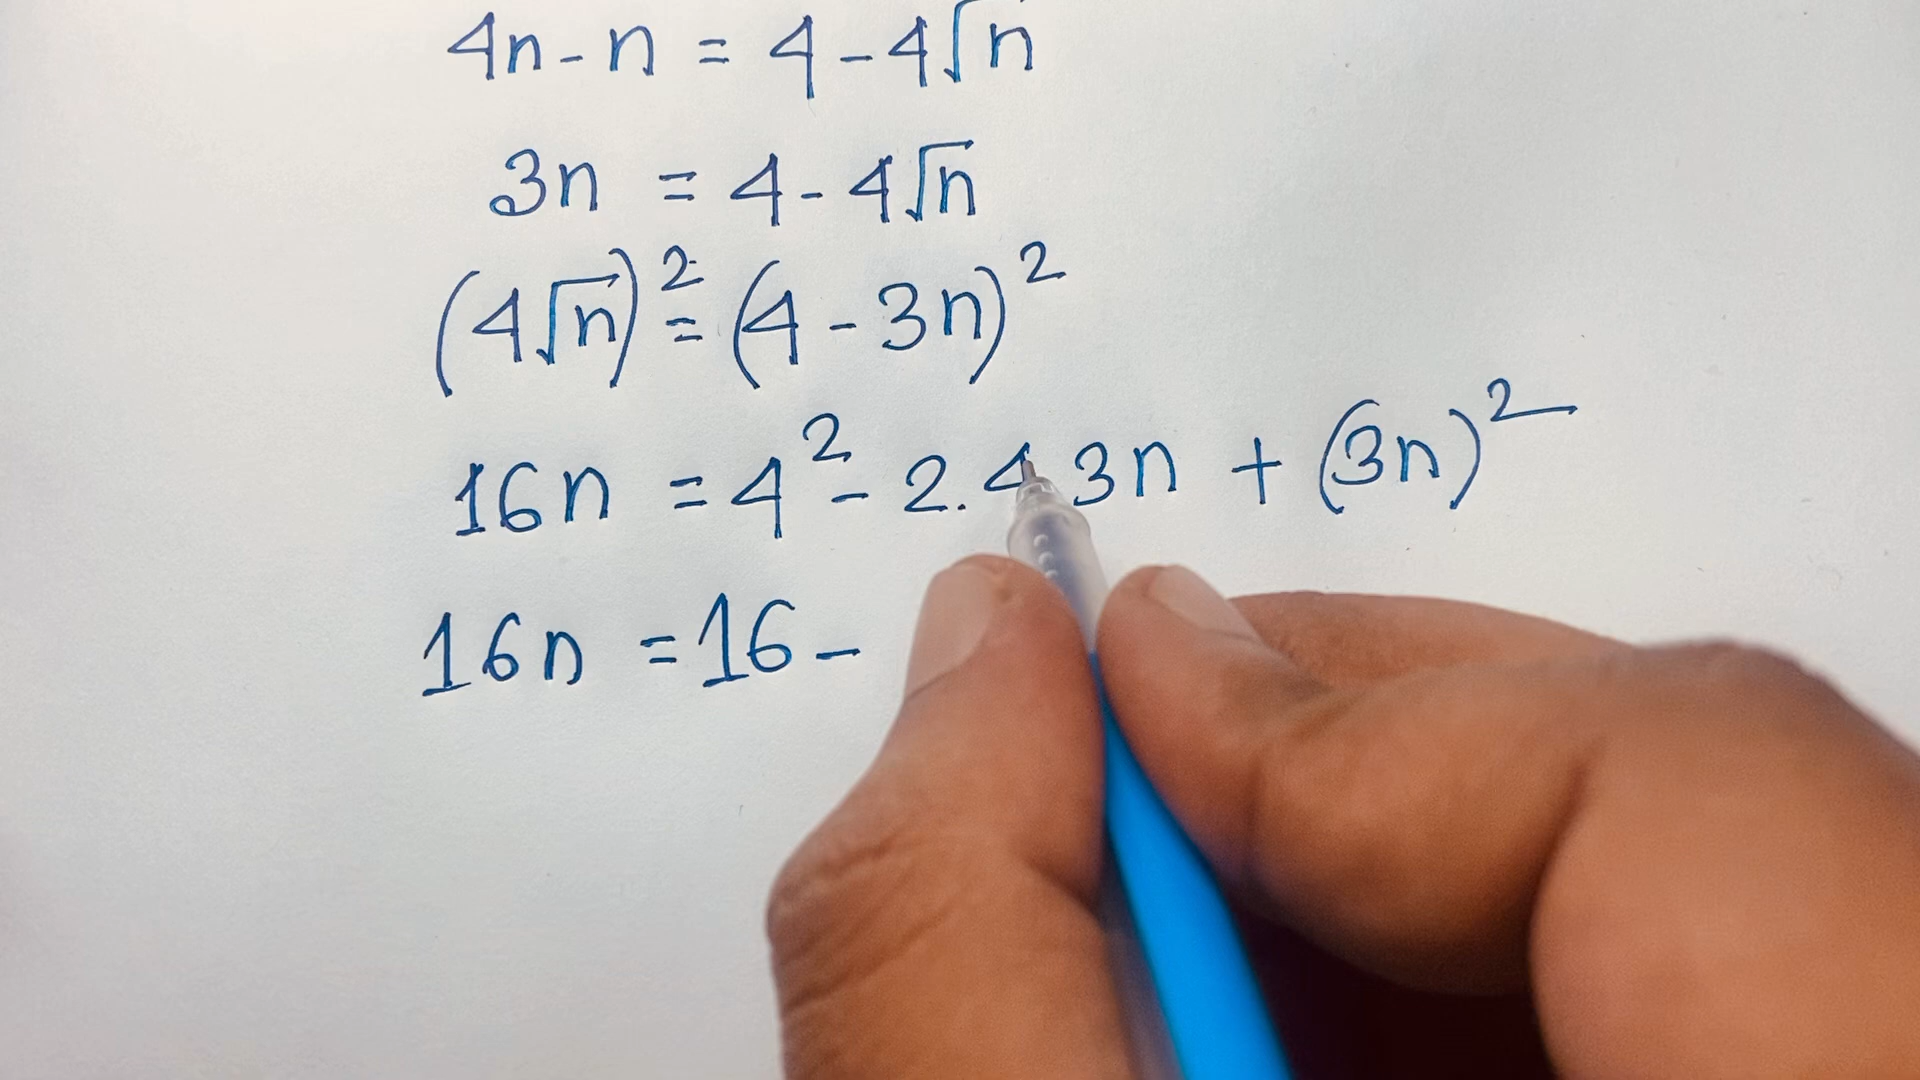 4n - n = 4 - 4√n
3n = 4 - 4√n
(4√n)² = (4 - 3n)²
16n = 4² - 2.4.3n + (3n)²
16n = 16 -